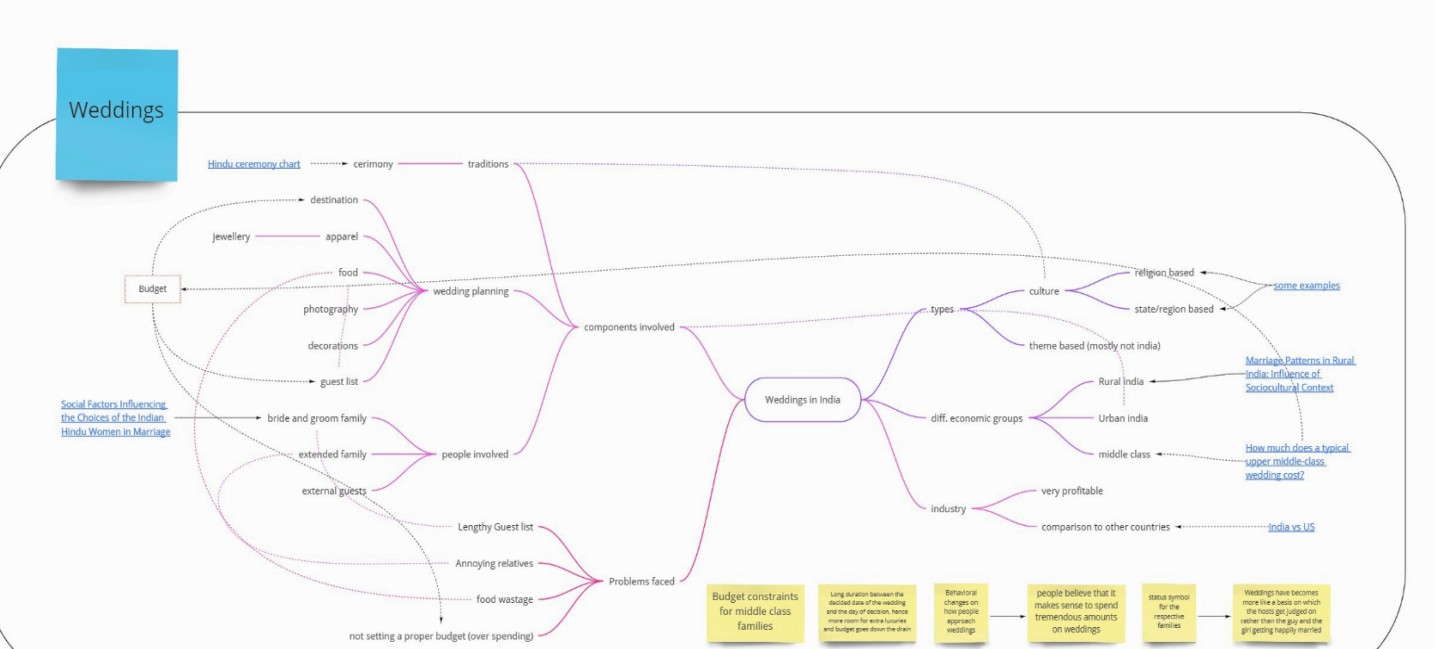 Weddings
Hindu ceremony chart
cerimony
traditions
destination
jewellery
apparel
food
Budget
wedding planning
photography
decorations
guest list
components involved
Social Factors Influencing
the Choices of the Indian
Hindu Women in Marriage
bride and groom family
extended family
people involved
external guests
Lengthy Guest list
Annoying relatives
Problems faced
food wastage
not setting a proper budget (over spending)
Weddings in India
types
culture
religion based
state/region based
some examples
theme based (mostly not india)
diff. economic groups
Rural india
Urban india
middle class
Marriage Patterns in Rural
India: Influence of
Sociocultural Context
How much does a typical
upper middle-class
wedding cost?
industry
very profitable
comparison to other countries
India vs US
Budget constraints
for middle class
families
Long duration between the
decided date of the wedding
and the day of decision, hence
more room for extra luxuries
and budget goes down the drain
Behavioral
changes on
how people
approach
weddings
people believe that it
makes sense to spend
tremendous amounts
on weddings
status symbol
for the
respective
families
Weddings have becomes
more like a basis on which
the hosts get judged on
rather than the guy and the
girl getting happily married